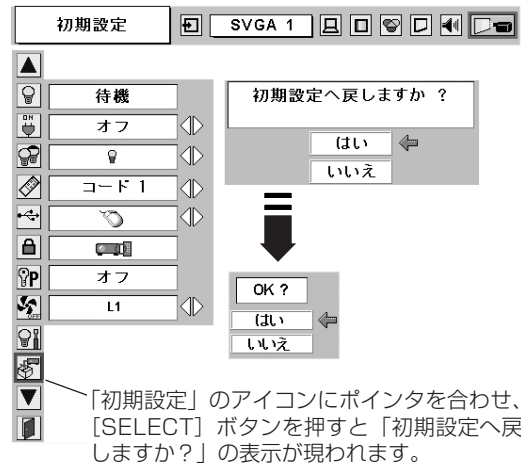 初期設定
SVGA 1
待機
ON
オフ
コード 1
P
オフ
OFF
L1
初期設定へ戻しますか ?
はい
いいえ
OK ?
はい
いいえ
「初期設定」のアイコンにポインタを合わせ、
[SELECT] ボタンを押すと「初期設定へ戻
しますか?」の表示が現われます。